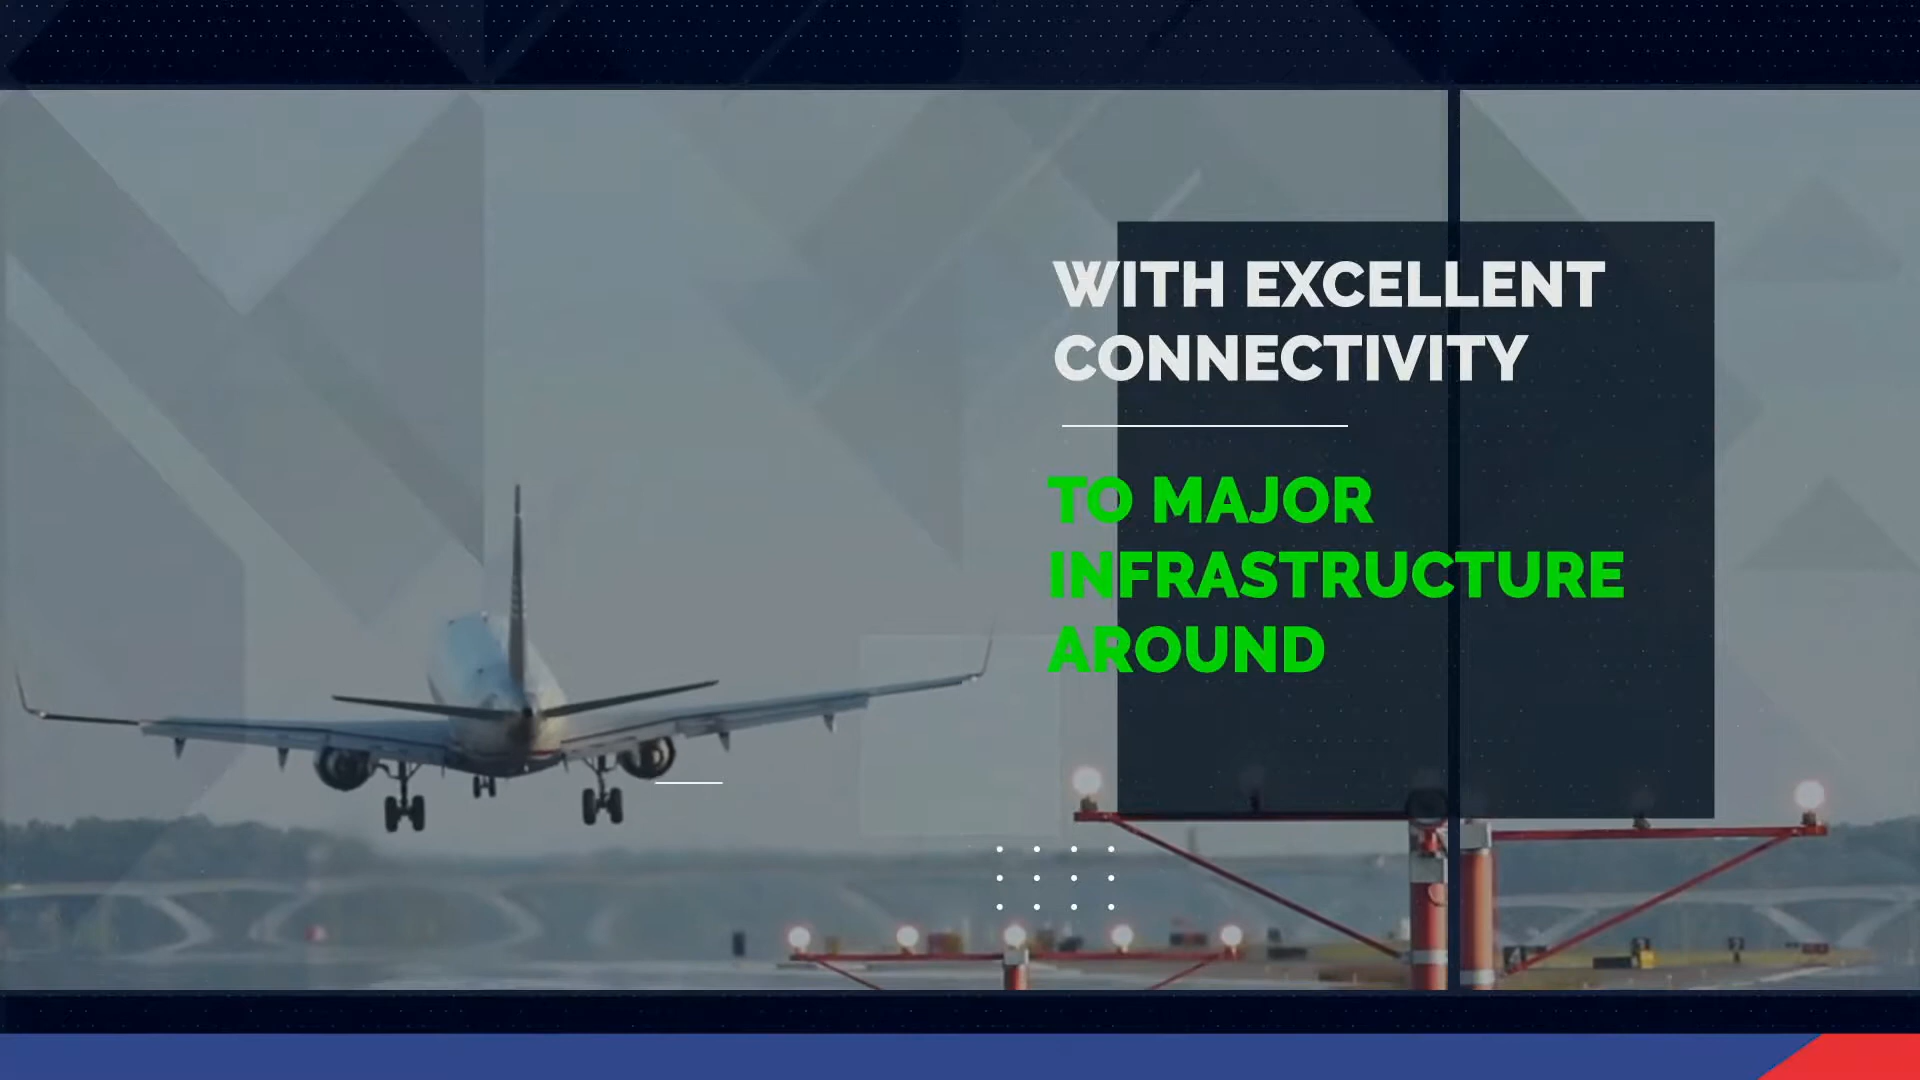 WITH EXCELLENT
CONNECTIVITY
TO MAJOR
INFRASTRUCTURE
AROUND